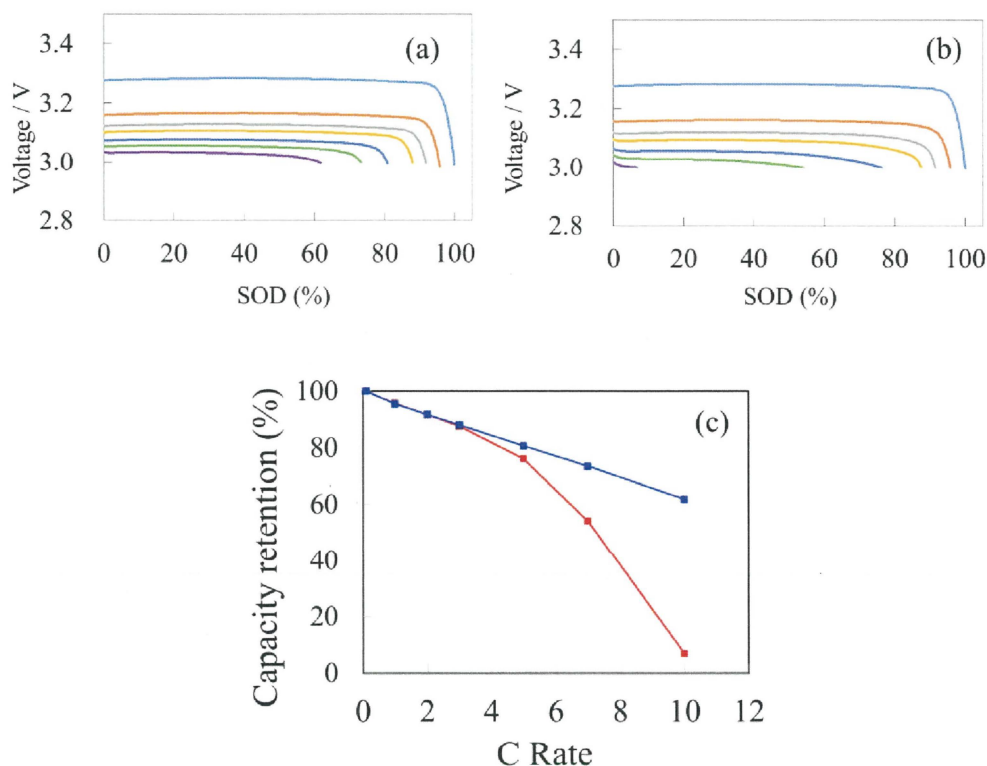 (a)
Voltage / V
3.4
3.2
3.0
2.8
0 20 40 60 80 100
SOD (%)
(b)
Voltage / V
3.4
3.2
3.0
2.8
0 20 40 60 80 100
SOD (%)
(c)
Capacity retention (%)
100
80
60
40
20
0
0 2 4 6 8 10 12
C Rate